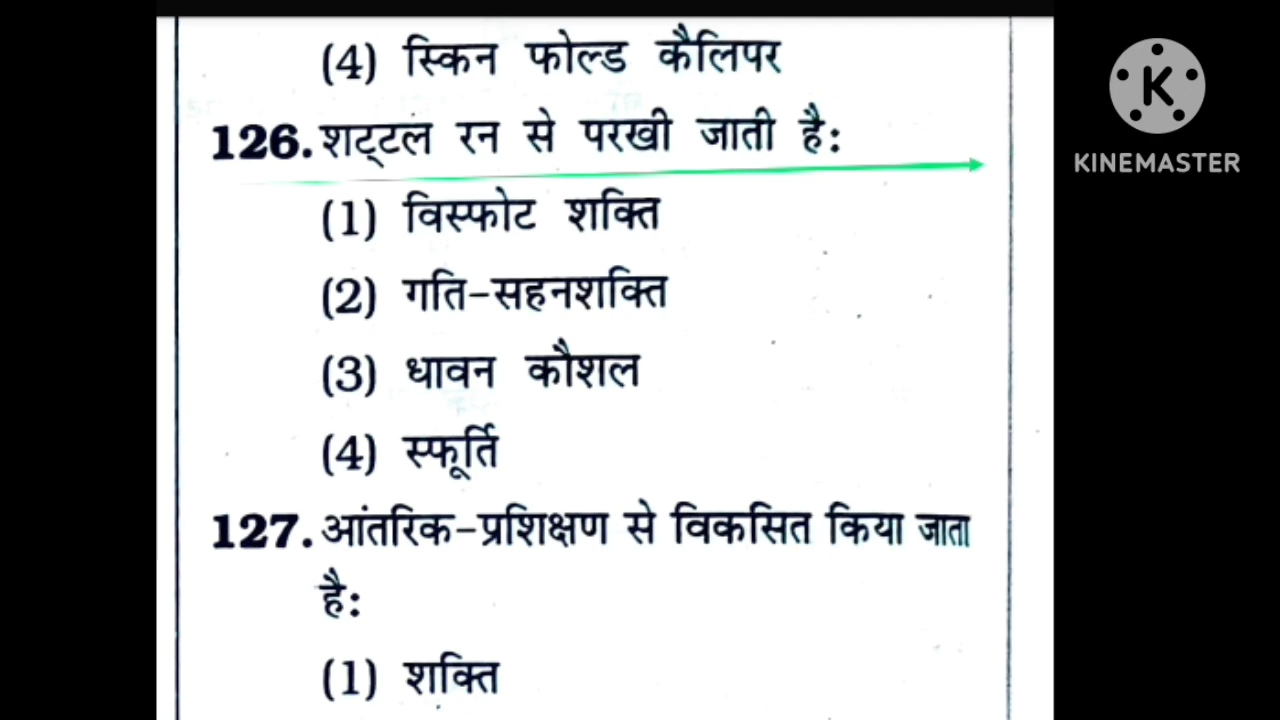 (4) स्किन फोल्ड कैलिपर
126. शट्टल रन से परखी जाती है:
(1) विस्फोट शक्ति
(2) गति-सहनशक्ति
(3) धावन कौशल
(4) स्फूर्ति
127. आंतरिक-प्रशिक्षण से विकसित किया जाता
है:
(1) शक्ति
K
KINEMASTER